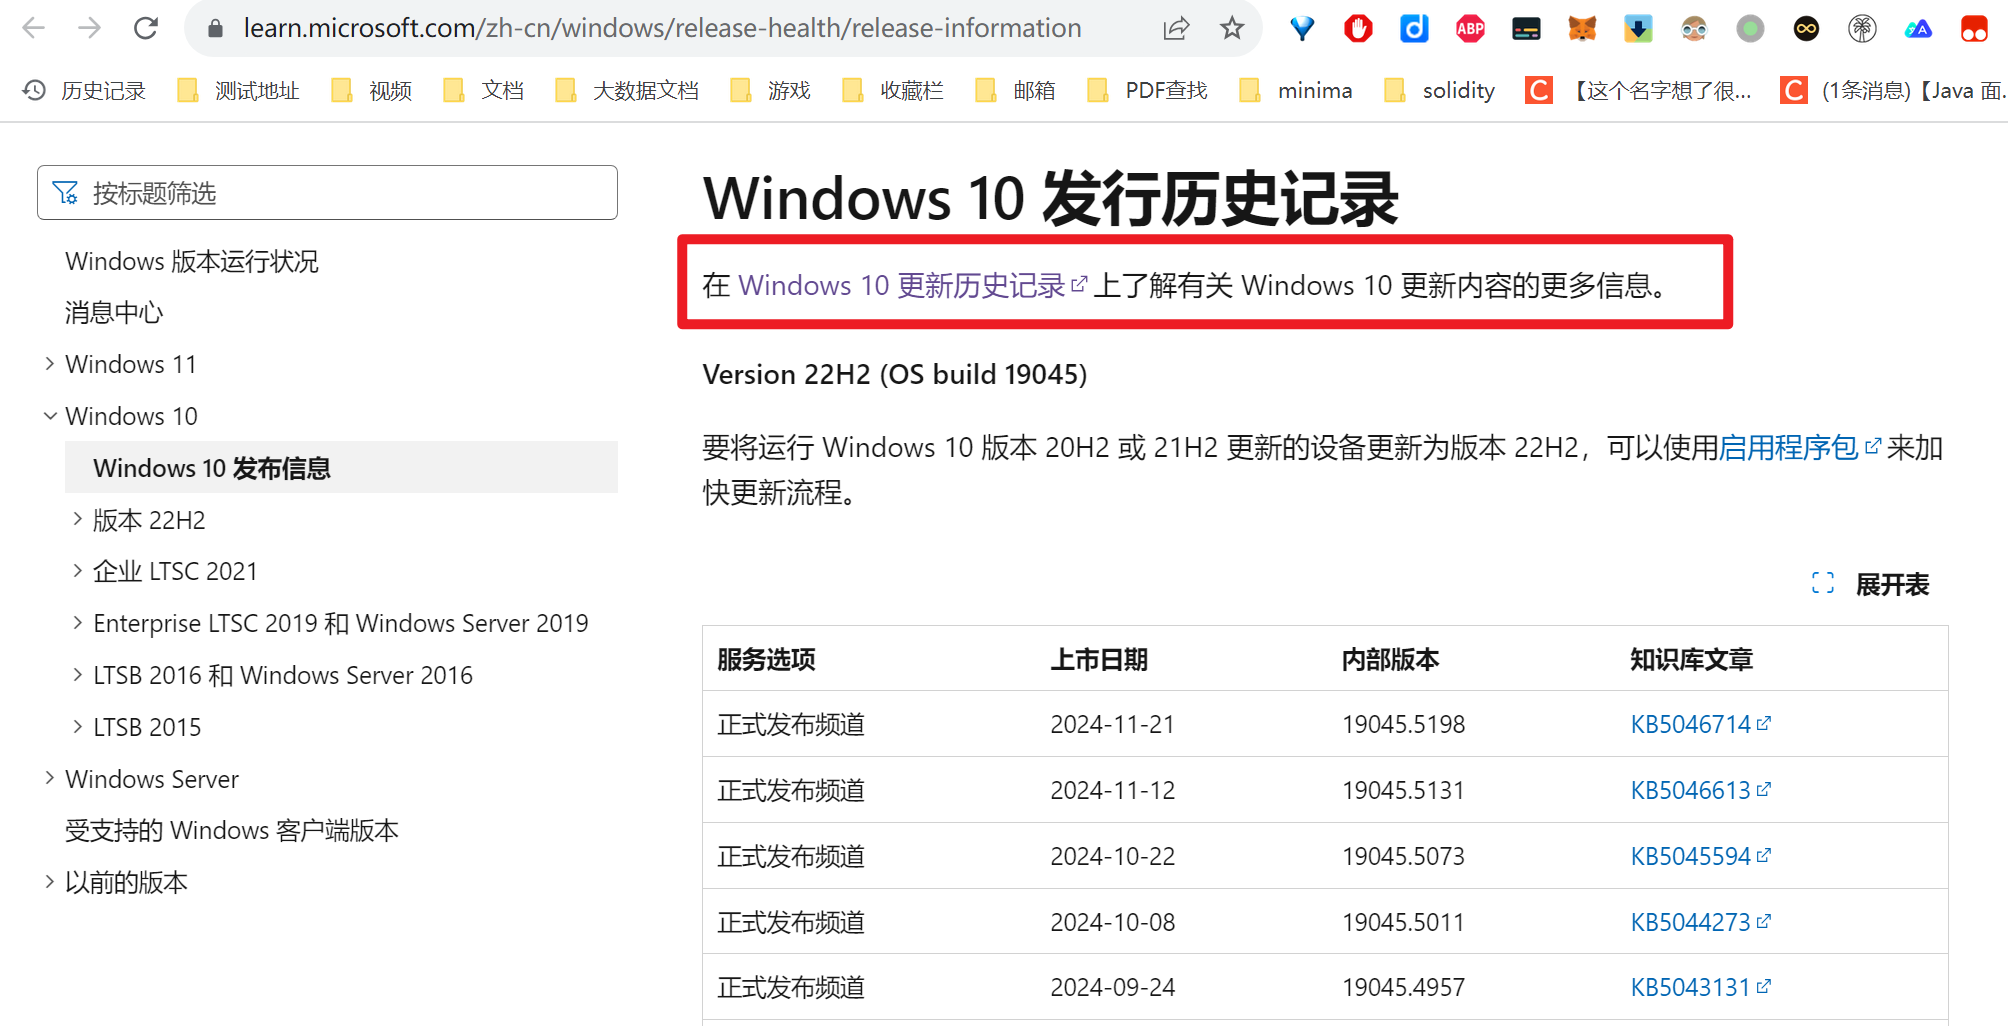 learn.microsoft.com/zh-cn/windows/release-health/release-information
ABP
历史记录 测试地址 视频 文档 大数据文档 游戏 收藏栏 邮箱 PDF查找 minima solidity 【这个名字想了很... (1条消息)【Java 面.
按标题筛选
Windows 版本运行状况
消息中心
Windows 11
Windows 10
Windows 10 发布信息
版本 22H2
企业 LTSC 2021
Enterprise LTSC 2019 和 Windows Server 2019
LTSB 2016 和 Windows Server 2016
LTSB 2015
Windows Server
受支持的 Windows 客户端版本
以前的版本
Windows 10 发行历史记录
在 Windows 10 更新历史记录 上了解有关 Windows 10 更新内容的更多信息。
Version 22H2 (OS build 19045)
要将运行 Windows 10 版本 20H2 或 21H2 更新的设备更新为版本 22H2，可以使用启用程序包 来加
快更新流程。
展开表
服务选项 上市日期 内部版本 知识库文章
正式发布频道 2024-11-21 19045.5198 KB5046714
正式发布频道 2024-11-12 19045.5131 KB5046613
正式发布频道 2024-10-22 19045.5073 KB5045594
正式发布频道 2024-10-08 19045.5011 KB5044273
正式发布频道 2024-09-24 19045.4957 KB5043131